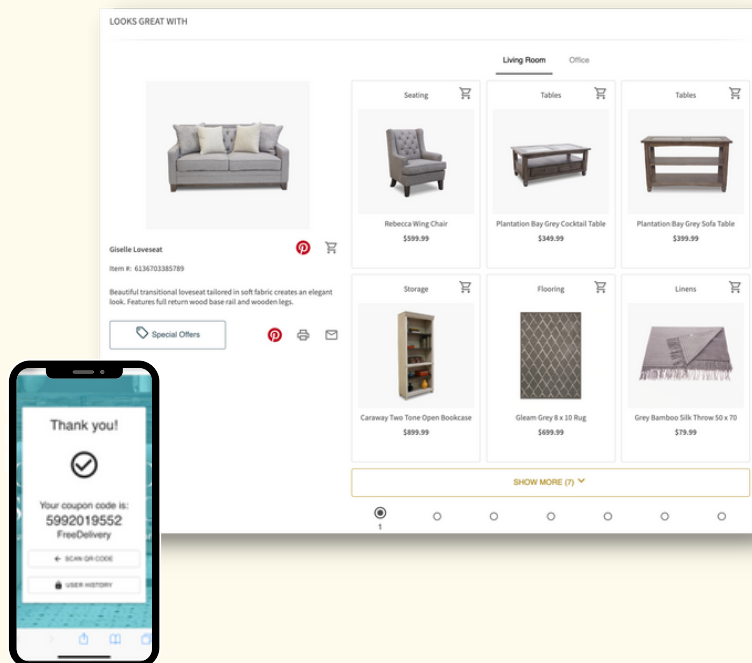 LOOKS GREAT WITH
Living Room Office
Seating
Tables
Tables
Rebecca Wing Chair
$599.99
Plantation Bay Grey Cocktail Table
$349.99
Plantation Bay Grey Sofa Table
$399.99
Giselle Loveseat
Item #: 6136703385789
Beautiful transitional loveseat tailored in soft fabric creates an elegant
look. Features full return wood base rail and wooden legs.
Special Offers
Storage
Flooring
Linens
Caraway Two Tone Open Bookcase
$899.99
Gleam Grey 8 x 10 Rug
$699.99
Grey Bamboo Silk Throw 50 x 70
$79.99
SHOW MORE (7)
1
Thank you!
Your coupon code is:
5992019552
FreeDelivery
SCAN QR CODE
USER HISTORY